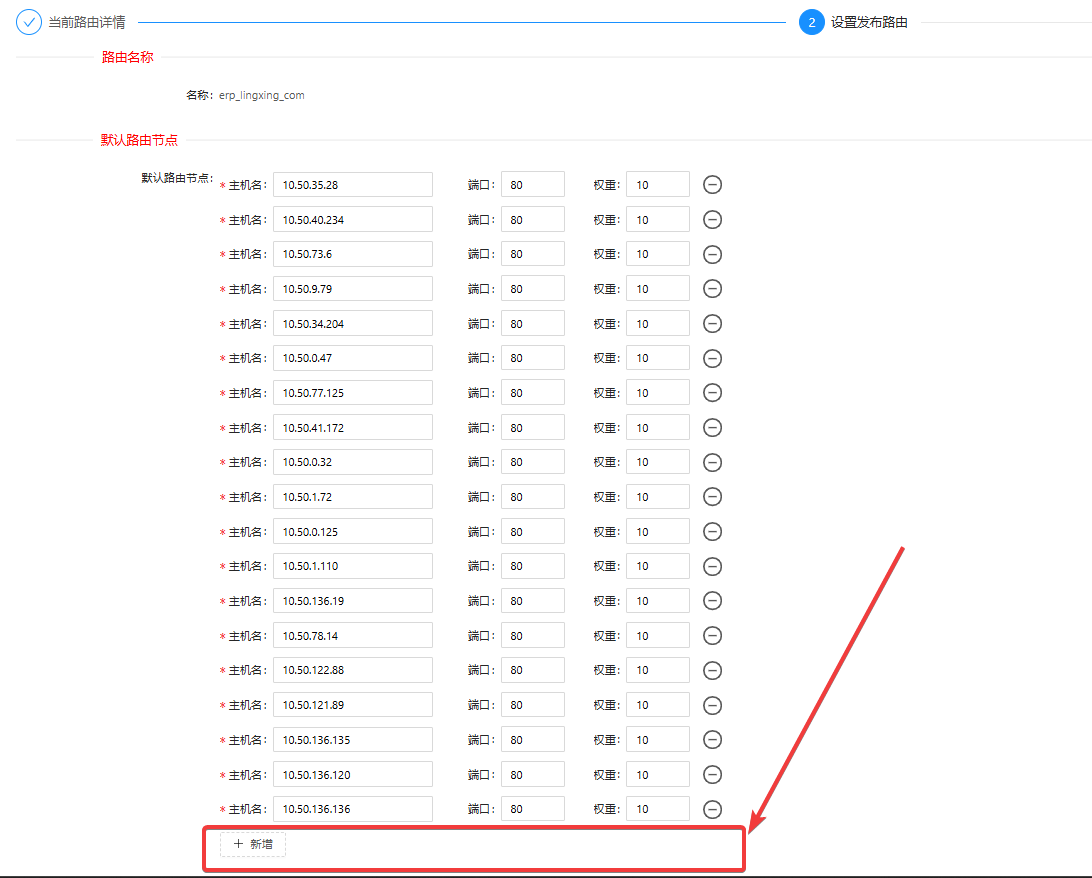 当前路由详情 2 设置发布路由
路由名称
名称: erp_lingxing_com
默认路由节点
默认路由节点: * 主机名: 10.50.35.28 端口: 80 权重: 10
* 主机名: 10.50.40.234 端口: 80 权重: 10
* 主机名: 10.50.73.6 端口: 80 权重: 10
* 主机名: 10.50.9.79 端口: 80 权重: 10
* 主机名: 10.50.34.204 端口: 80 权重: 10
* 主机名: 10.50.0.47 端口: 80 权重: 10
* 主机名: 10.50.77.125 端口: 80 权重: 10
* 主机名: 10.50.41.172 端口: 80 权重: 10
* 主机名: 10.50.0.32 端口: 80 权重: 10
* 主机名: 10.50.1.72 端口: 80 权重: 10
* 主机名: 10.50.0.125 端口: 80 权重: 10
* 主机名: 10.50.1.110 端口: 80 权重: 10
* 主机名: 10.50.136.19 端口: 80 权重: 10
* 主机名: 10.50.78.14 端口: 80 权重: 10
* 主机名: 10.50.122.88 端口: 80 权重: 10
* 主机名: 10.50.121.89 端口: 80 权重: 10
* 主机名: 10.50.136.135 端口: 80 权重: 10
* 主机名: 10.50.136.120 端口: 80 权重: 10
* 主机名: 10.50.136.136 端口: 80 权重: 10
+ 新增